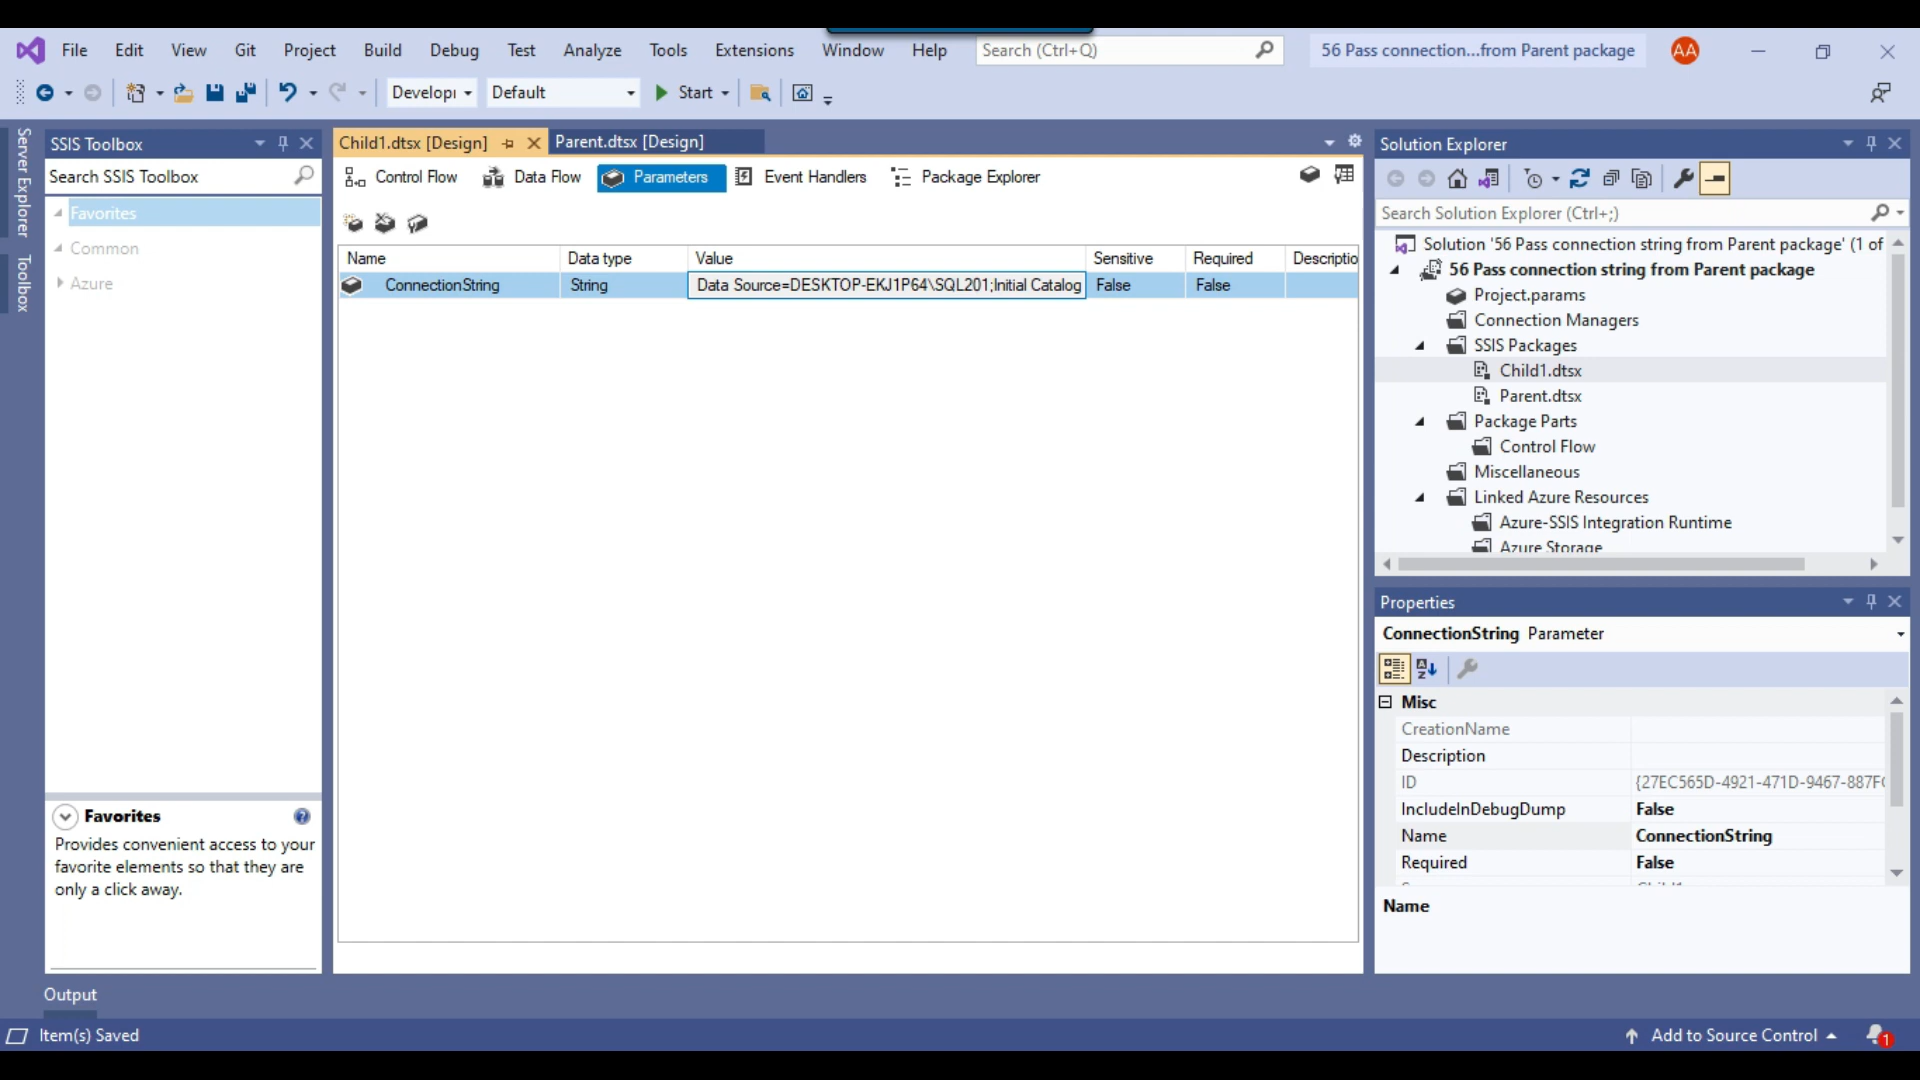 File Edit View Git Project Build Debug Test Analyze Tools Extensions Window Help Search (Ctrl+Q) 56 Pass connection...from Parent package AA
Developi Default Start
Server Explorer
Toolbox
SSIS Toolbox
Search SSIS Toolbox
Favorites
Common
Azure
Favorites
Provides convenient access to your
favorite elements so that they are
only a click away.
Child1.dtsx [Design] Parent.dtsx [Design]
Control Flow Data Flow Parameters Event Handlers Package Explorer
Name Data type Value Sensitive Required Descriptio
ConnectionString String Data Source=DESKTOP-EKJ1P64\SQL201;Initial Catalog False False
Solution Explorer
Search Solution Explorer (Ctrl+;)
Solution '56 Pass connection string from Parent package' (1 of
56 Pass connection string from Parent package
Project.params
Connection Managers
SSIS Packages
Child1.dtsx
Parent.dtsx
Package Parts
Control Flow
Miscellaneous
Linked Azure Resources
Azure-SSIS Integration Runtime
Azure Storage
Properties
ConnectionString Parameter
Misc
CreationName
Description
ID {27EC565D-4921-471D-9467-887F
IncludeInDebugDump False
Name ConnectionString
Required False
Name
Output
Item(s) Saved
Add to Source Control
1